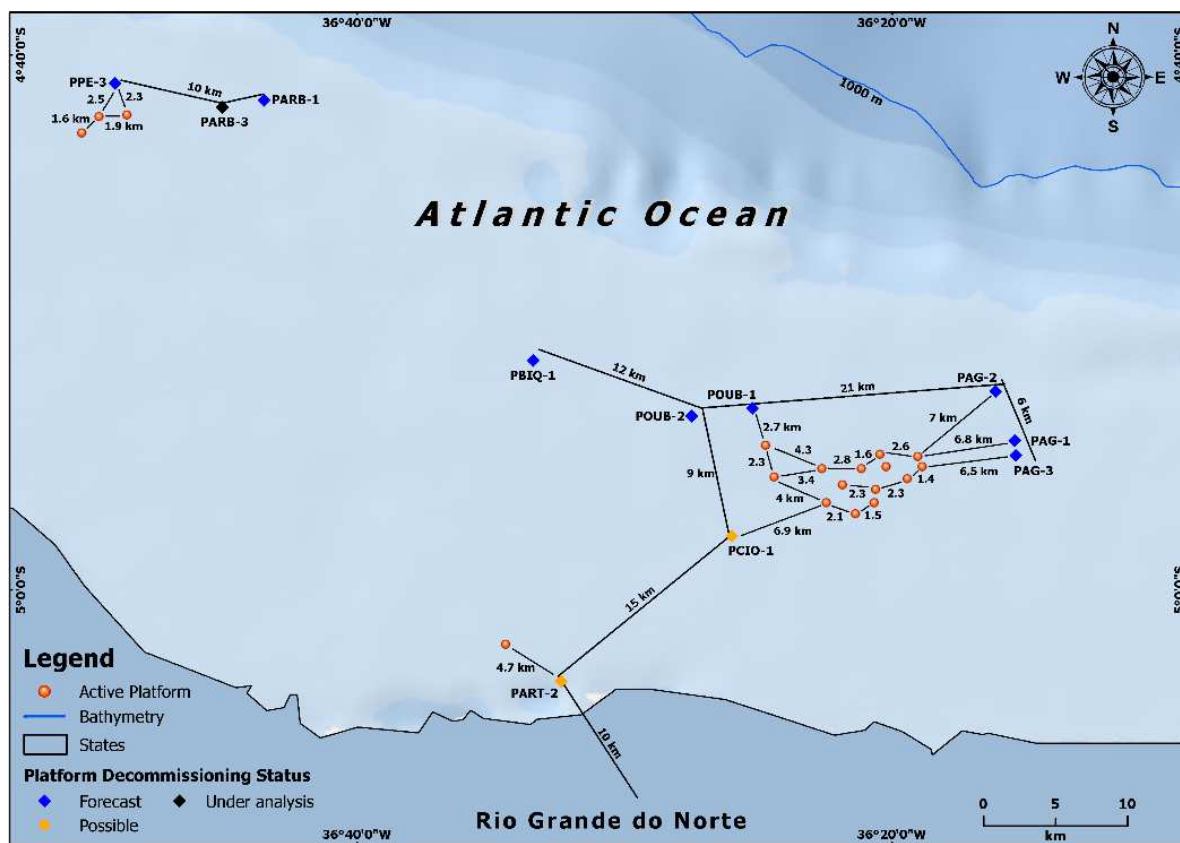 36°40'0"W
36°20'0"W
4°40'0"S
4°40'0"S
N
W
E
S
PPE-3
10 km
PARB-1
PARB-3
2.5
2.3
1.6 km
1.9 km
1000 m
Atlantic Ocean
PBIQ-1
12 km
POUB-2
POUB-1
21 km
PAG-2
6 km
7 km
2.7 km
4.3
2.3
2.8
1.6
2.6
6.8 km
PAG-1
PAG-3
6.5 km
3.4
1.4
2.3
2.3
4 km
2.1
1.5
9 km
6.9 km
PCIO-1
15 km
5°0'0"S
5°0'0"S
4.7 km
PART-2
10 km
Legend
Active Platform
Bathymetry
States
Platform Decommissioning Status
Forecast
Under analysis
Possible
Rio Grande do Norte
0
5
10
km
36°40'0"W
36°20'0"W